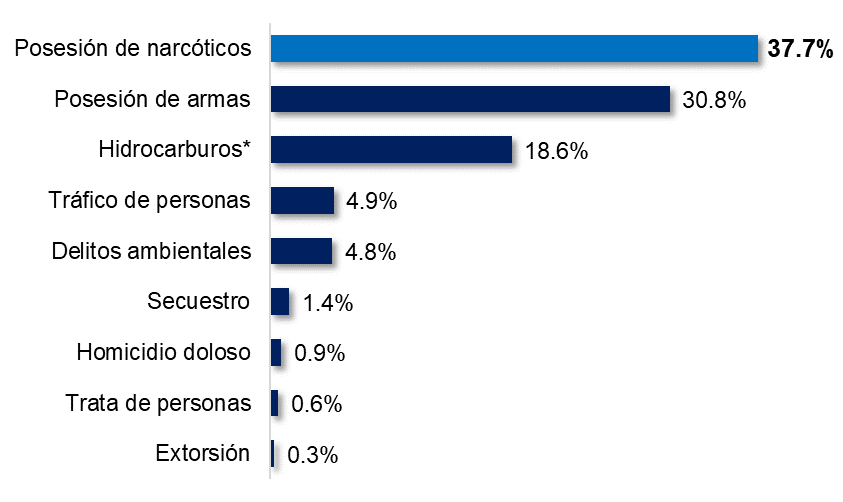 Posesión de narcóticos 37.7%
Posesión de armas 30.8%
Hidrocarburos* 18.6%
Tráfico de personas 4.9%
Delitos ambientales 4.8%
Secuestro 1.4%
Homicidio doloso 0.9%
Trata de personas 0.6%
Extorsión 0.3%